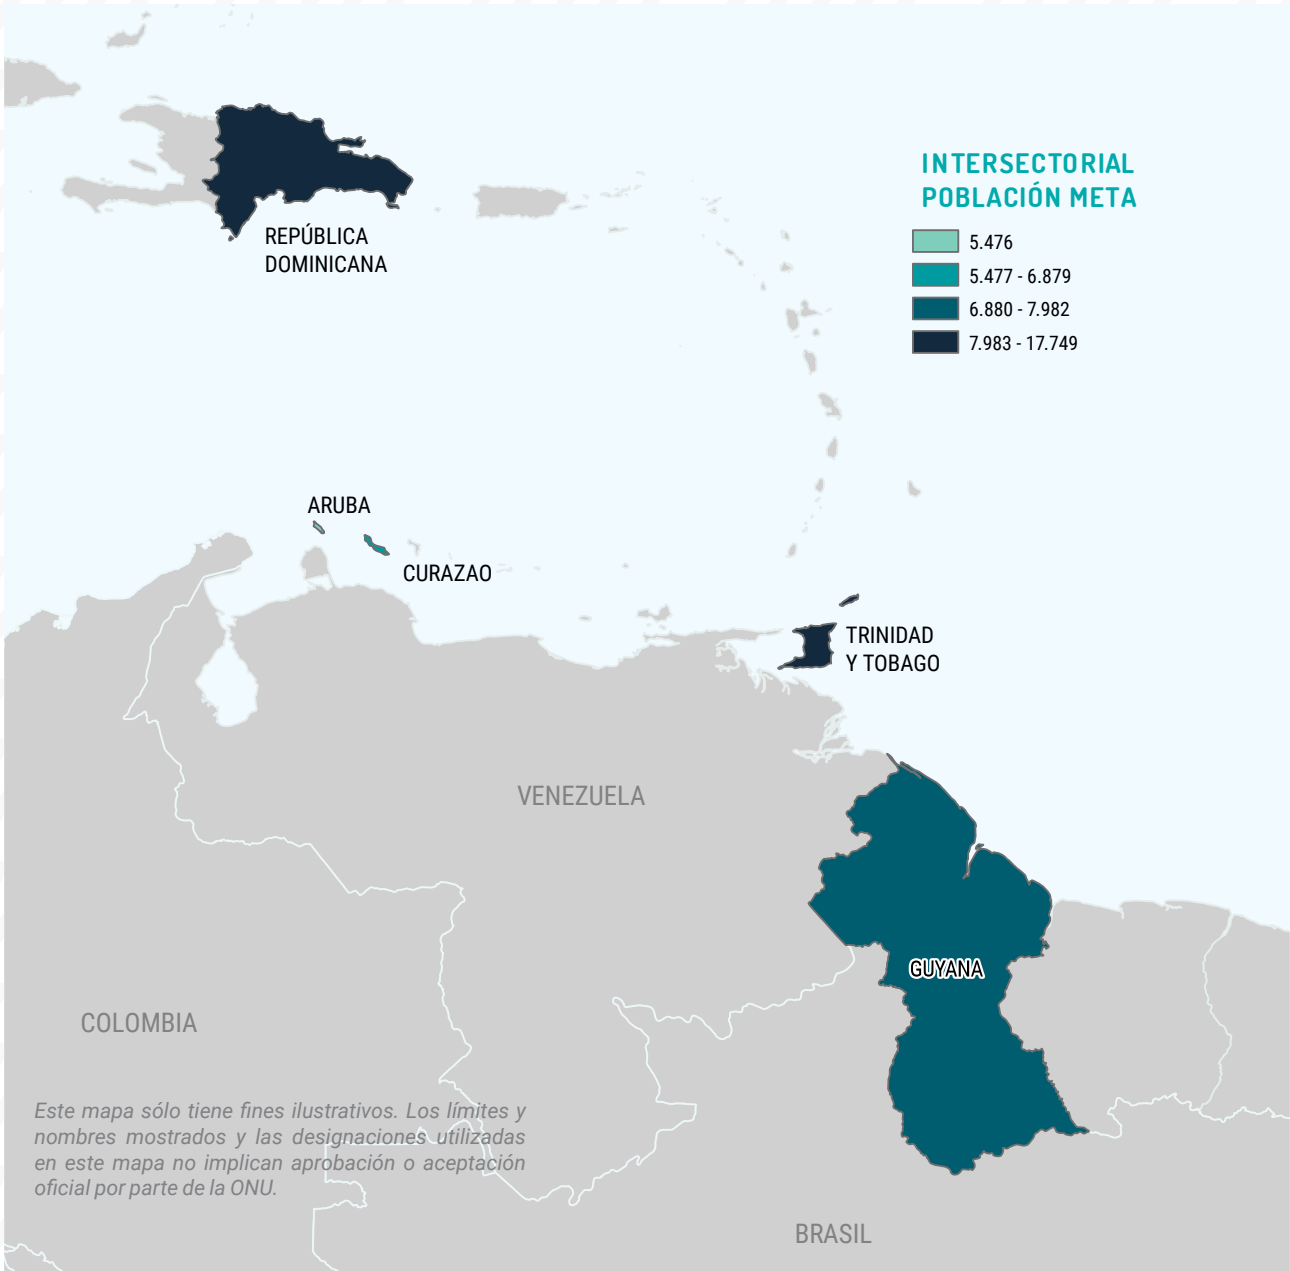 INTERSECTORIAL
POBLACIÓN META
5.476
5.477 - 6.879
6.880 - 7.982
7.983 - 17.749
REPÚBLICA
DOMINICANA
ARUBA
CURAZAO
TRINIDAD
Y TOBAGO
VENEZUELA
GUYANA
COLOMBIA
Este mapa sólo tiene fines ilustrativos. Los límites y
nombres mostrados y las designaciones utilizadas
en este mapa no implican aprobación o aceptación
oficial por parte de la ONU.
BRASIL